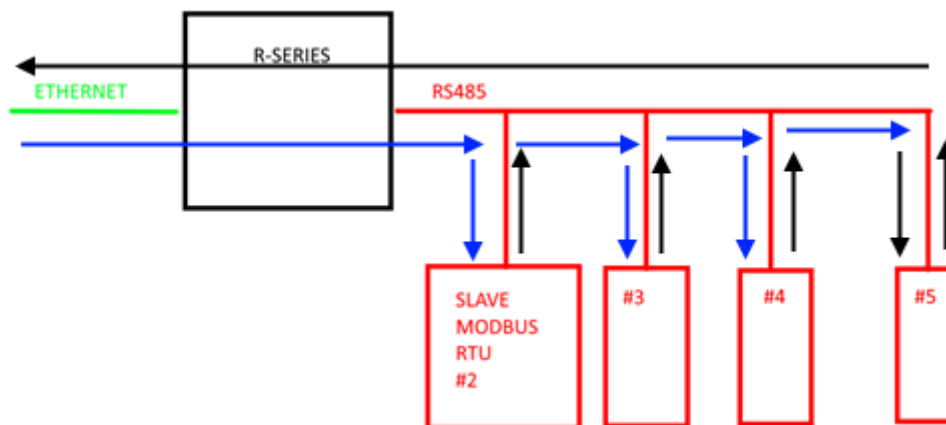 R-SERIES
ETHERNET
RS485
SLAVE
MODBUS
RTU
#2
#3
#4
#5